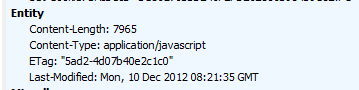 Entity
Content-Length: 7965
Content-Type: application/javascript
ETag: "5ad2-4d07b40e2c1c0"
Last-Modified: Mon, 10 Dec 2012 08:21:35 GMT